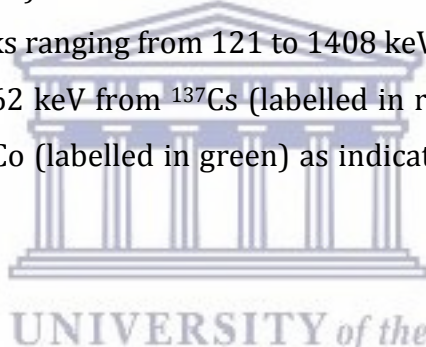 ks ranging from 121 to 1408 keV
62 keV from ¹³⁷Cs (labelled in r
Co (labelled in green) as indicat
UNIVERSITY of the